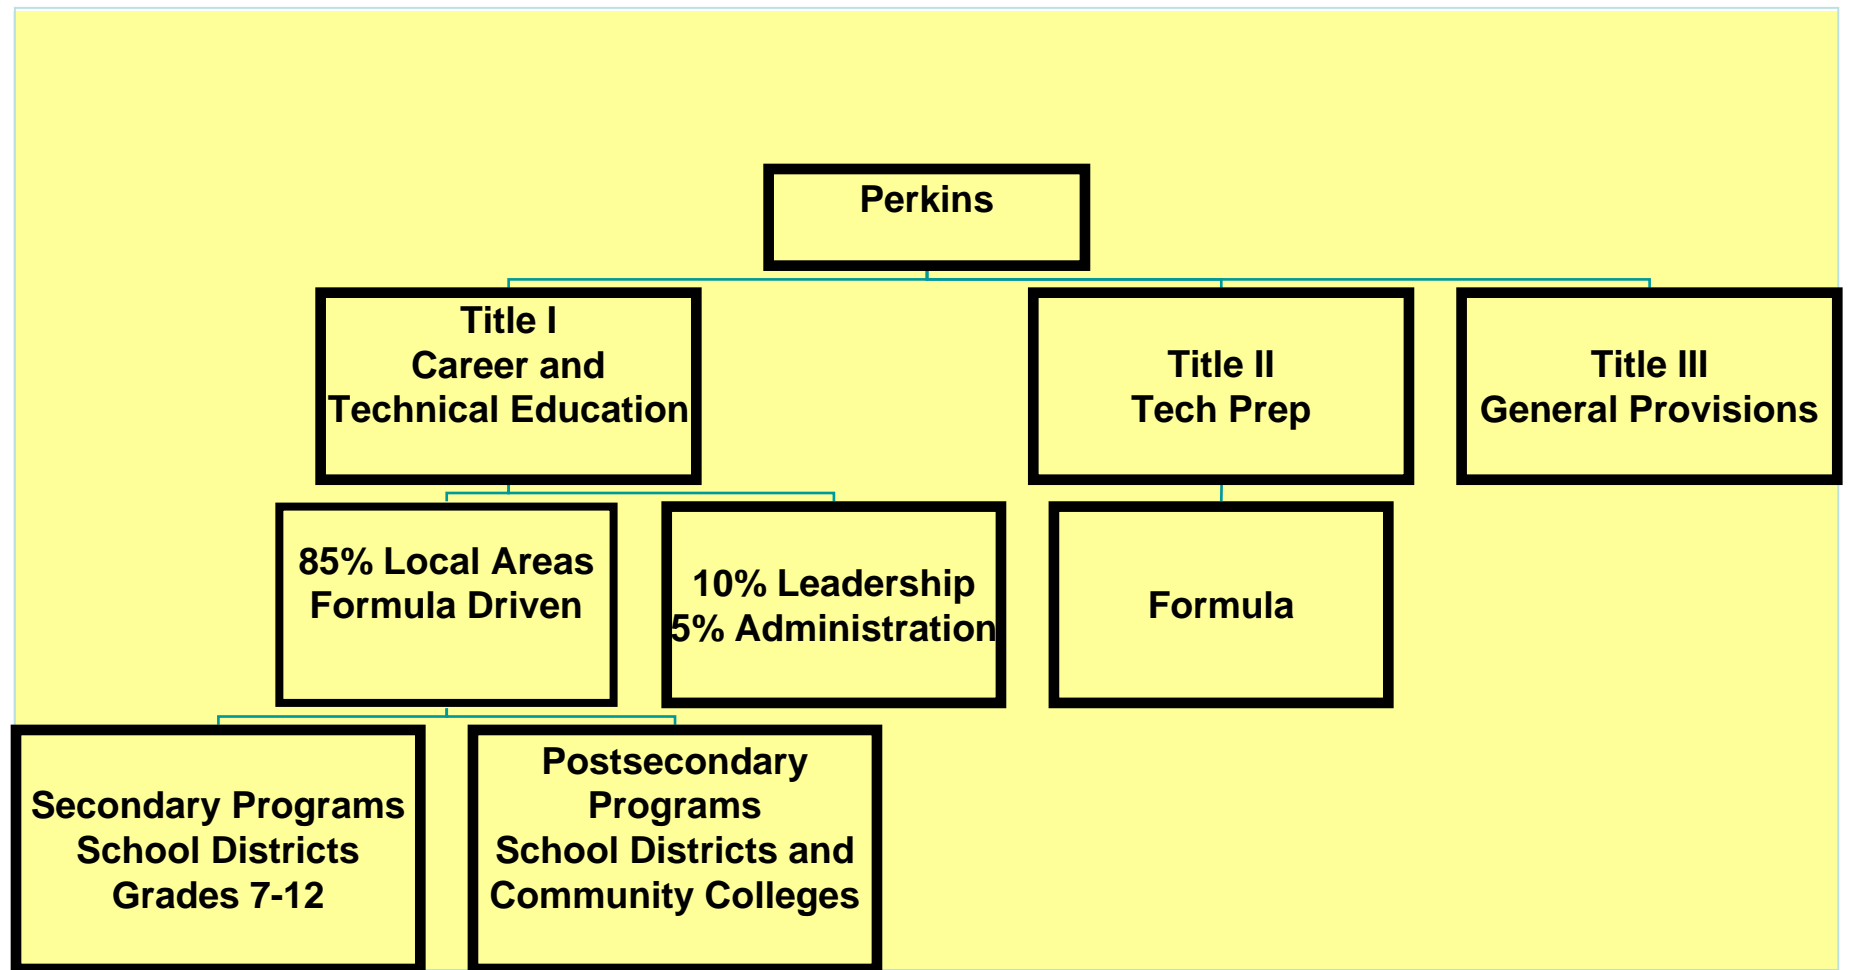 Perkins
Title I
Career and
Technical Education
Title II
Tech Prep
Title III
General Provisions
85% Local Areas
Formula Driven
10% Leadership
5% Administration
Formula
Secondary Programs
School Districts
Grades 7-12
Postsecondary
Programs
School Districts and
Community Colleges